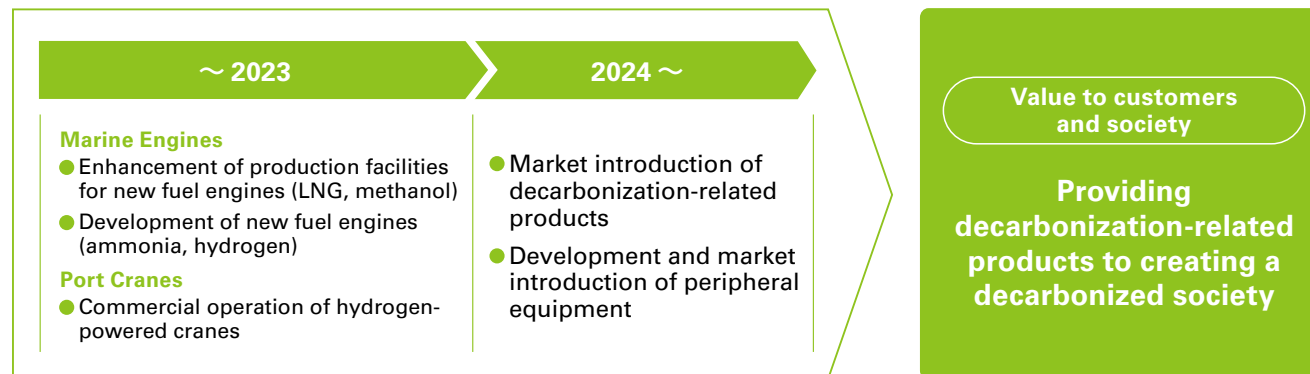 〜 2023
2024 〜
Marine Engines
● Enhancement of production facilities
for new fuel engines (LNG, methanol)
● Development of new fuel engines
(ammonia, hydrogen)
Port Cranes
● Commercial operation of hydrogen-
powered cranes
● Market introduction of
decarbonization-related
products
● Development and market
introduction of peripheral
equipment
Value to customers
and society
Providing
decarbonization-related
products to creating a
decarbonized society